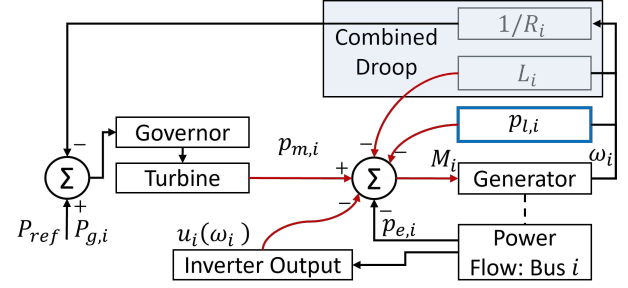 Combined
Droop
1/R_i
L_i
−
Governor
p_{m,i}
−
−
p_{l,i}
Σ
Turbine
+
Σ
M_i
Generator
ω_i
+
−
−
P_{ref}
P_{g,i}
u_i(ω_i)
p_{e,i}
Inverter Output
Power
Flow: Bus i